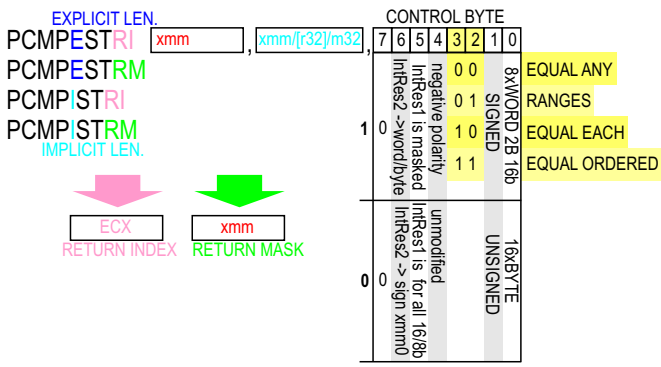 EXPLICIT LEN.
CONTROL BYTE
PCMPESTRI xmm , xmm/[r32]/m32 , 7 6 5 4 3 2 1 0
PCMPESTRM
PCMPISTRI
PCMPISTRM
IMPLICIT LEN.
1 0
IntRes2 ->word/byte
IntRes1 is masked
negative polarity
0 0
0 1
1 0
1 1
SIGNED
8xWORD 2B 16b
EQUAL ANY
RANGES
EQUAL EACH
EQUAL ORDERED
ECX
xmm
RETURN INDEX
RETURN MASK
0 0
IntRes2 -> sign xmm0
IntRes1 is for all 16/8b
unmodified
UNSIGNED
16xBYTE